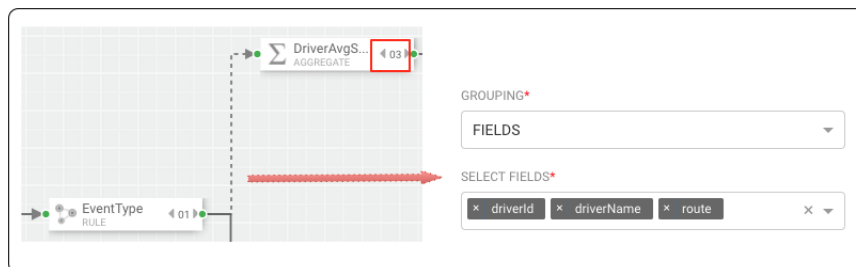 DriverAvgS...
AGGREGATE
03
EventType
RULE
01
GROUPING*
FIELDS
SELECT FIELDS*
× driverId × driverName × route ×